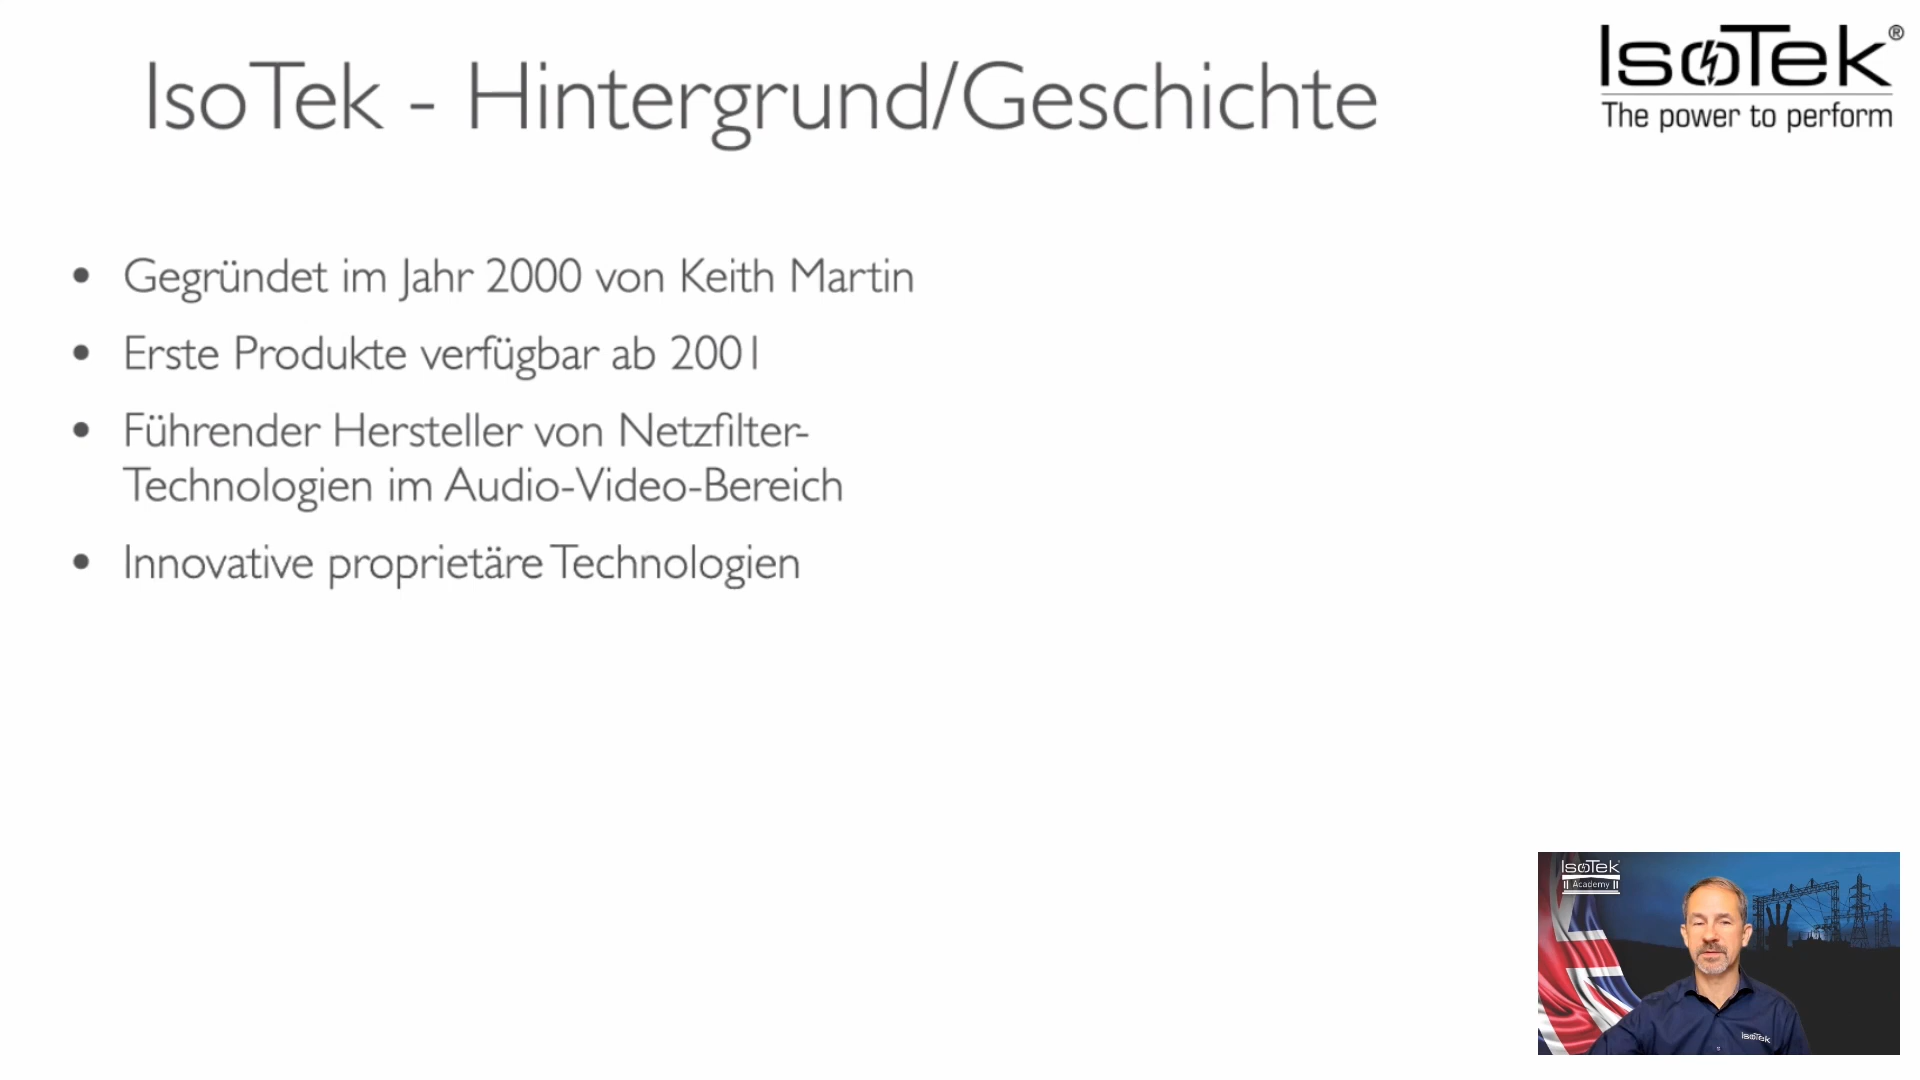 IsoTek - Hintergrund/Geschichte
IsoTek®
The power to perform
• Gegründet im Jahr 2000 von Keith Martin
• Erste Produkte verfügbar ab 2001
• Führender Hersteller von Netzfilter-
Technologien im Audio-Video-Bereich
• Innovative proprietäre Technologien
IsoTek
Academy
IsoTek